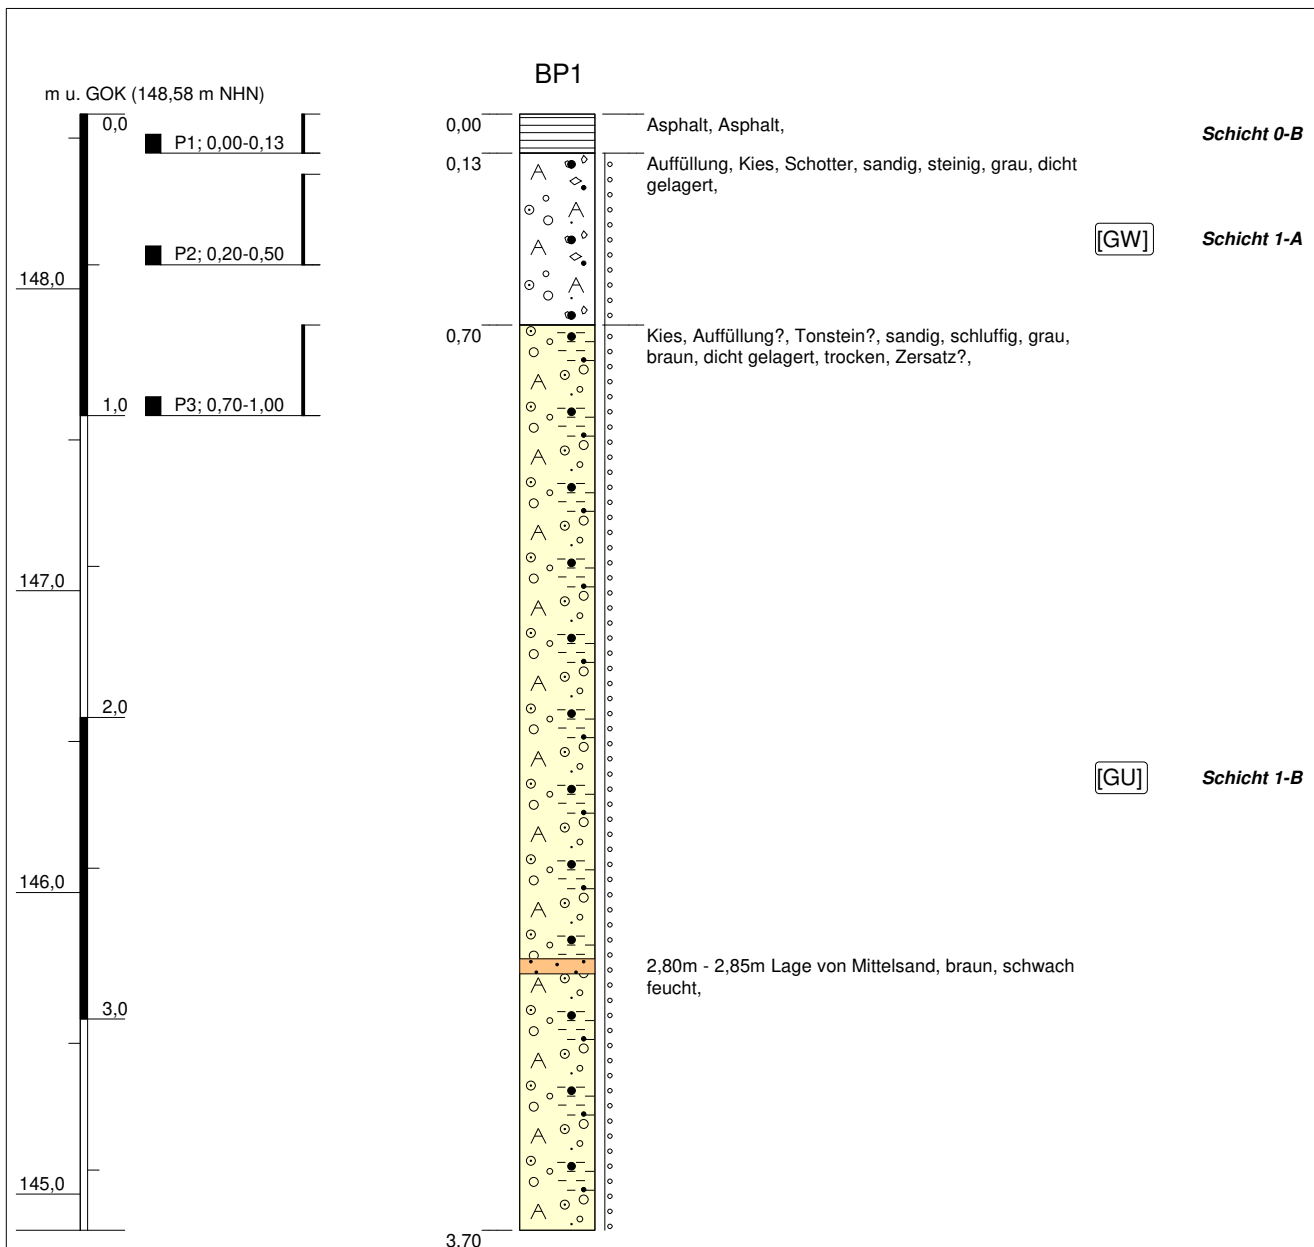 BP1
m u. GOK (148,58 m NHN)
0,0
P1; 0,00-0,13
0,00
Asphalt, Asphalt,
Schicht 0-B
0,13
Auffüllung, Kies, Schotter, sandig, steinig, grau, dicht
gelagert,
P2; 0,20-0,50
[GW]
Schicht 1-A
148,0
0,70
Kies, Auffüllung?, Tonstein?, sandig, schluffig, grau,
braun, dicht gelagert, trocken, Zersatz?,
1,0
P3; 0,70-1,00
147,0
2,0
[GU]
Schicht 1-B
146,0
2,80m - 2,85m Lage von Mittelsand, braun, schwach
feucht,
3,0
145,0
3,70